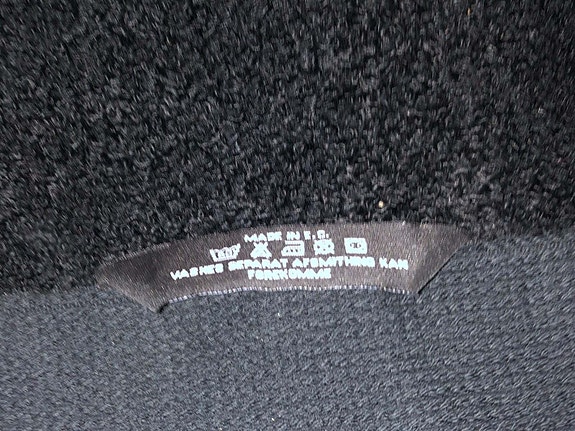 MADE IN E.C.
VASKES SEPARAT AFSMITNING KAN
FOREKOMME